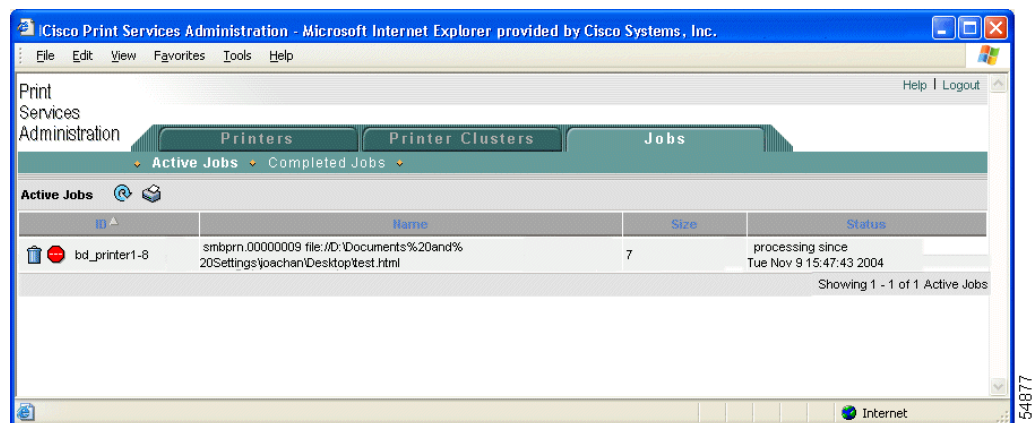 Cisco Print Services Administration - Microsoft Internet Explorer provided by Cisco Systems, Inc.
File Edit View Favorites Tools Help
Help | Logout
Print
Services
Administration
Printers Printer Clusters Jobs
Active Jobs Completed Jobs
Active Jobs
ID Name Size Status
bd_printer1-8
smbprn.00000009 file://D:\Documents%20and%
20Settings\joachan\Desktop\test.html
7
processing since
Tue Nov 9 15:47:43 2004
Showing 1 - 1 of 1 Active Jobs
Internet
54877